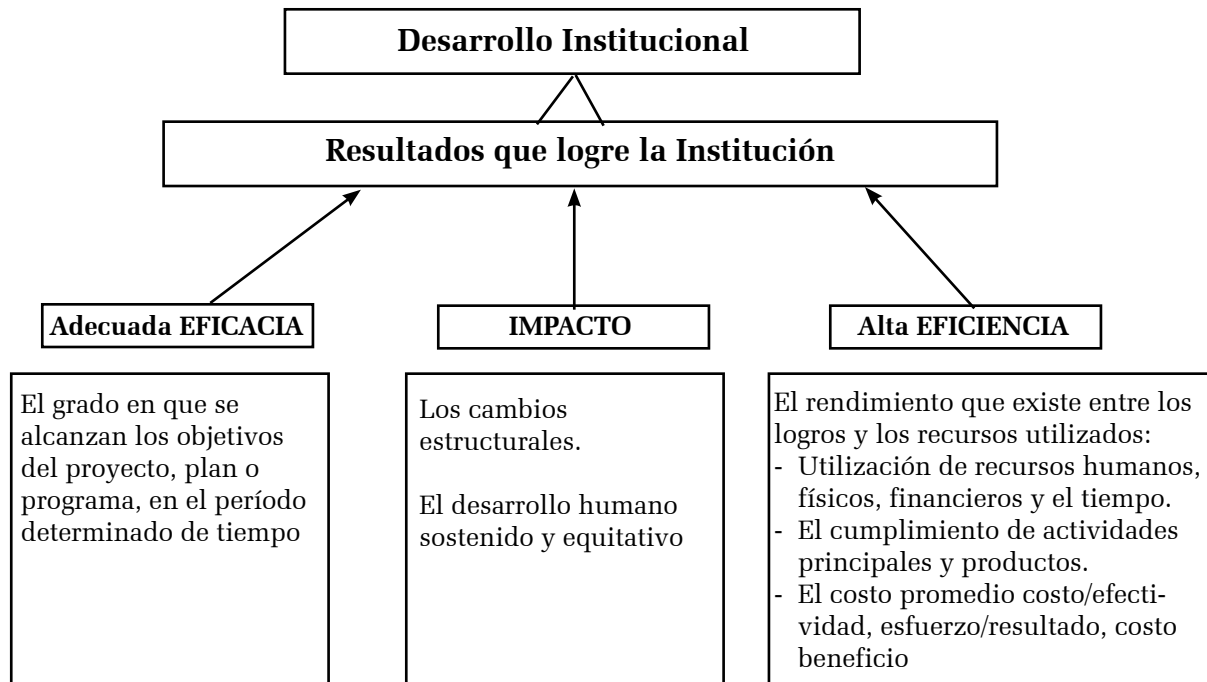 Desarrollo Institucional
Resultados que logre la Institución
Adecuada EFICACIA
El grado en que se
alcanzan los objetivos
del proyecto, plan o
programa, en el período
determinado de tiempo
IMPACTO
Los cambios
estructurales.
El desarrollo humano
sostenido y equitativo
Alta EFICIENCIA
El rendimiento que existe entre los
logros y los recursos utilizados:
- Utilización de recursos humanos,
físicos, financieros y el tiempo.
- El cumplimiento de actividades
principales y productos.
- El costo promedio costo/efecti-
vidad, esfuerzo/resultado, costo
beneficio